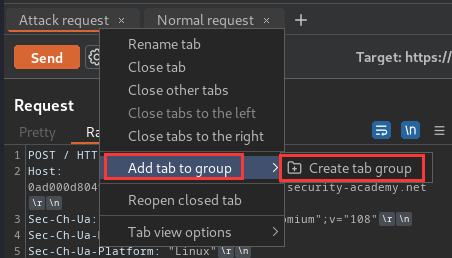 Attack request × Normal request × +
Rename tab
Send Close tab Target: https://
Close other tabs
Close tabs to the left
Request
Close tabs to the right
Pretty \n
Add tab to group > Create tab group
1 POST / HTT
2 Host:
0ad000d804 security-academy.net
Reopen closed tab
\r \n
3 Sec-Ch-Ua: omium";v="108" \r \n
Tab view options >
4 Sec-Ch-Ua-
5 Sec-Ch-Ua-Platform: "Linux" \r \n